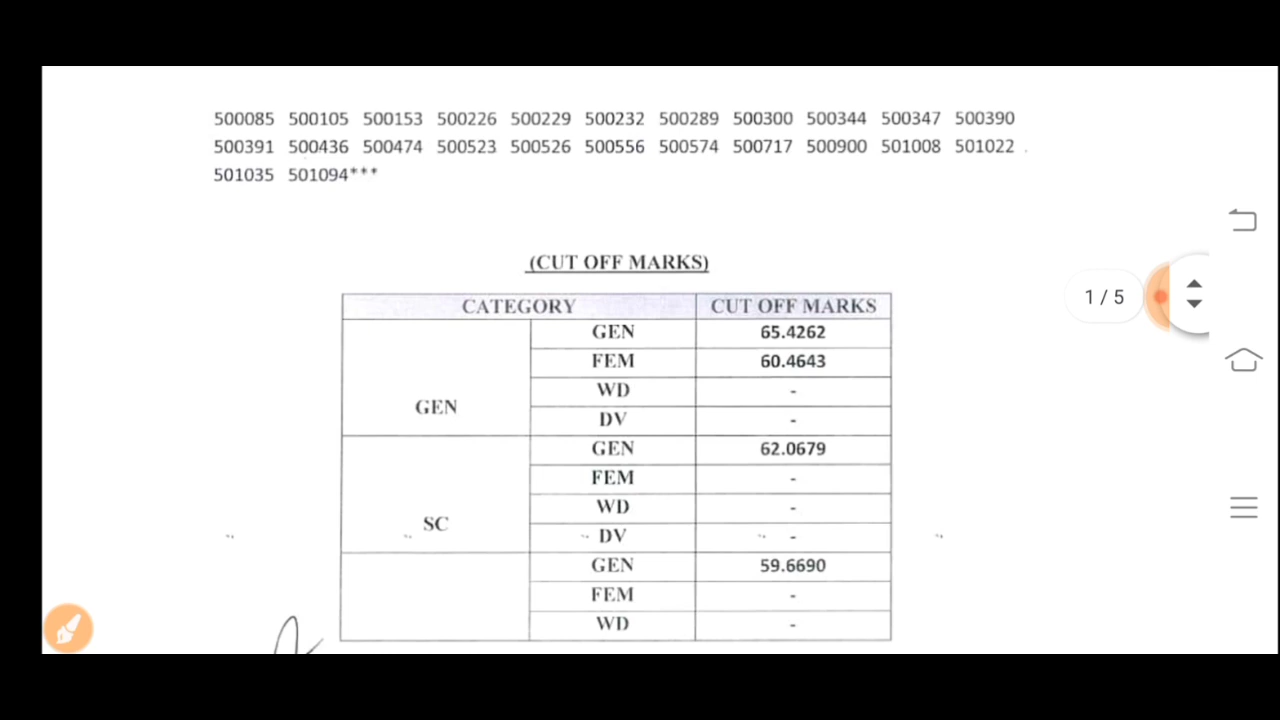 500085 500105 500153 500226 500229 500232 500289 500300 500344 500347 500390
500391 500436 500474 500523 500526 500556 500574 500717 500900 501008 501022
501035 501094***
(CUT OFF MARKS)
CATEGORY CUT OFF MARKS
GEN 65.4262
FEM 60.4643
WD -
GEN
DV -
GEN 62.0679
FEM -
WD -
SC
DV -
GEN 59.6690
FEM -
WD -
1 / 5